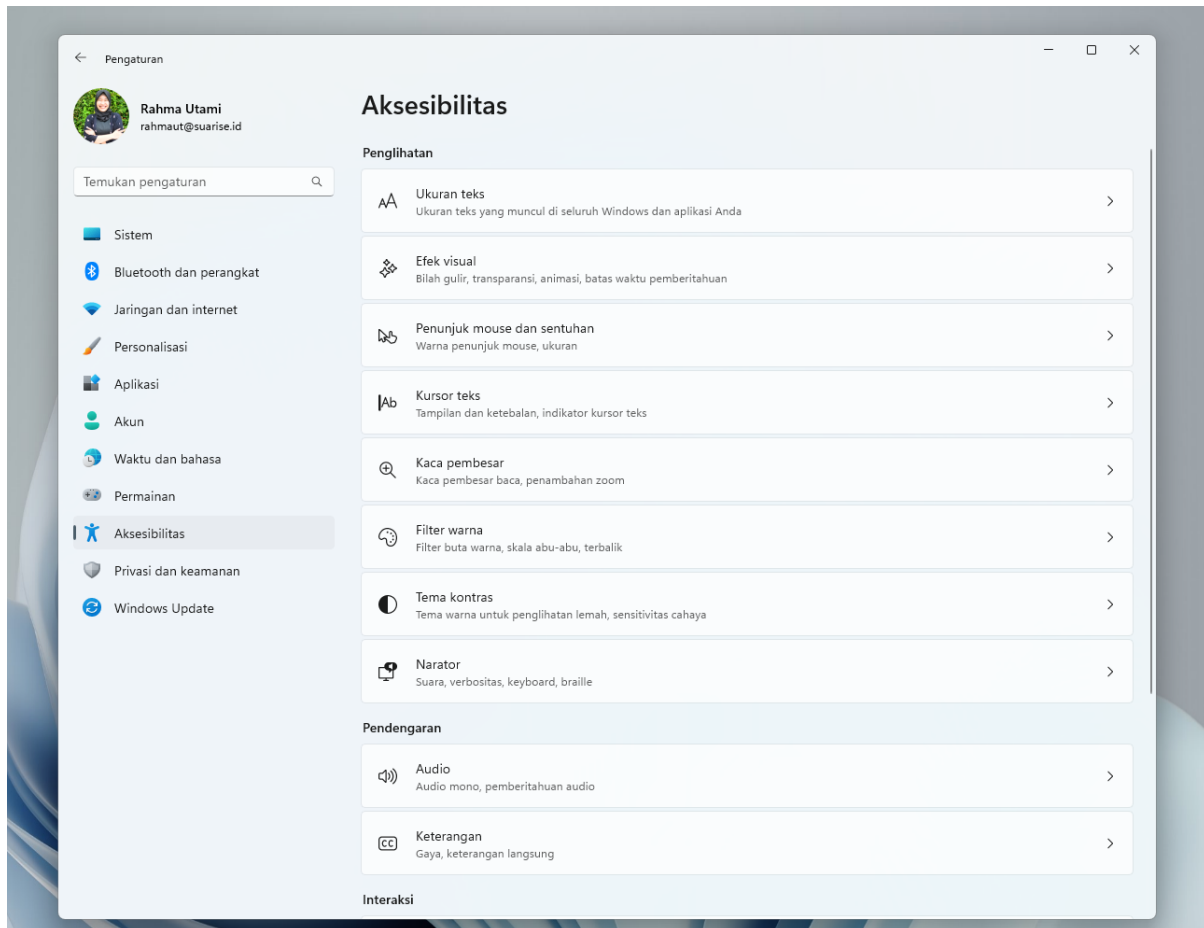 Pengaturan
Rahma Utami
rahmaut@suarise.id
Temukan pengaturan
Sistem
Bluetooth dan perangkat
Jaringan dan internet
Personalisasi
Aplikasi
Akun
Waktu dan bahasa
Permainan
Aksesibilitas
Privasi dan keamanan
Windows Update
Aksesibilitas
Penglihatan
AA
Ukuran teks
Ukuran teks yang muncul di seluruh Windows dan aplikasi Anda
Efek visual
Bilah gulir, transparansi, animasi, batas waktu pemberitahuan
Penunjuk mouse dan sentuhan
Warna penunjuk mouse, ukuran
Ab
Kursor teks
Tampilan dan ketebalan, indikator kursor teks
Kaca pembesar
Kaca pembesar baca, penambahan zoom
Filter warna
Filter buta warna, skala abu-abu, terbalik
Tema kontras
Tema warna untuk penglihatan lemah, sensitivitas cahaya
Narator
Suara, verbositas, keyboard, braille
Pendengaran
Audio
Audio mono, pemberitahuan audio
CC
Keterangan
Gaya, keterangan langsung
Interaksi